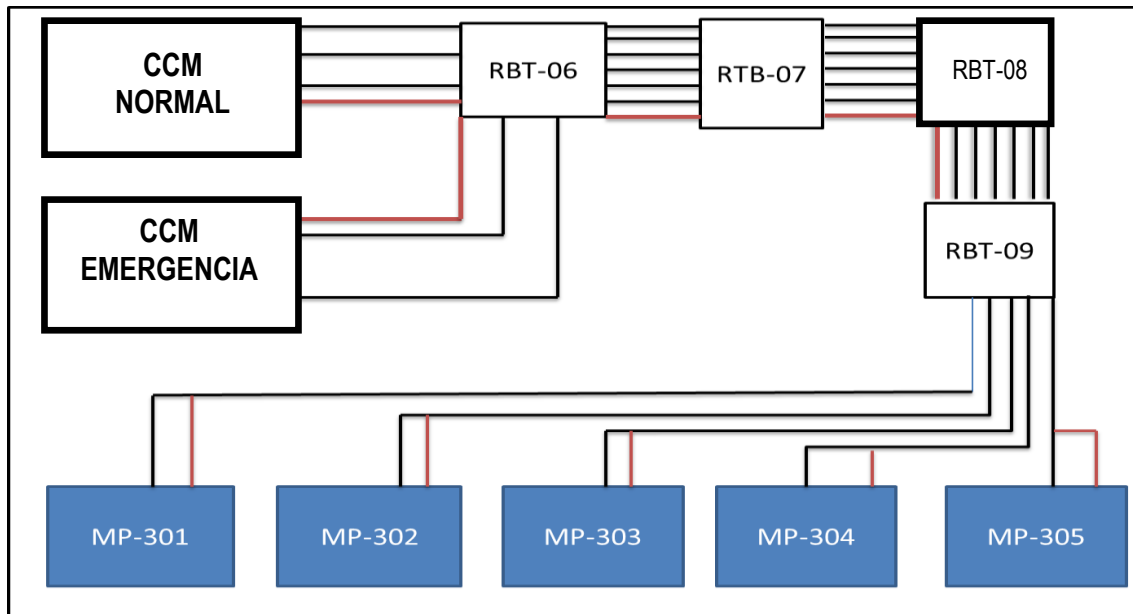 CCM
NORMAL
RBT-06
RTB-07
RBT-08
CCM
EMERGENCIA
RBT-09
MP-301
MP-302
MP-303
MP-304
MP-305